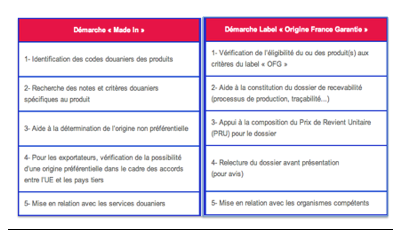 Démarche « Made in »
1- Identification des codes douaniers des produits
2- Recherche des notes et critères douaniers
spécifiques au produit
3- Aide à la détermination de l'origine non préférentielle
4- Pour les exportateurs, vérification de la possibilité
d'une origine préférentielle dans le cadre des accords
entre l'UE et les pays tiers
5- Mise en relation avec les services douaniers
Démarche Label « Origine France Garantie »
1- Vérification de l'éligibilité du ou des produit(s) aux
critères du label « OFG »
2- Aide à la constitution du dossier de recevabilité
(processus de production, traçabilité...)
3- Appui à la composition du Prix de Revient Unitaire
(PRU) pour le dossier
4- Relecture du dossier avant présentation
(pour avis)
5- Mise en relation avec les organismes compétents